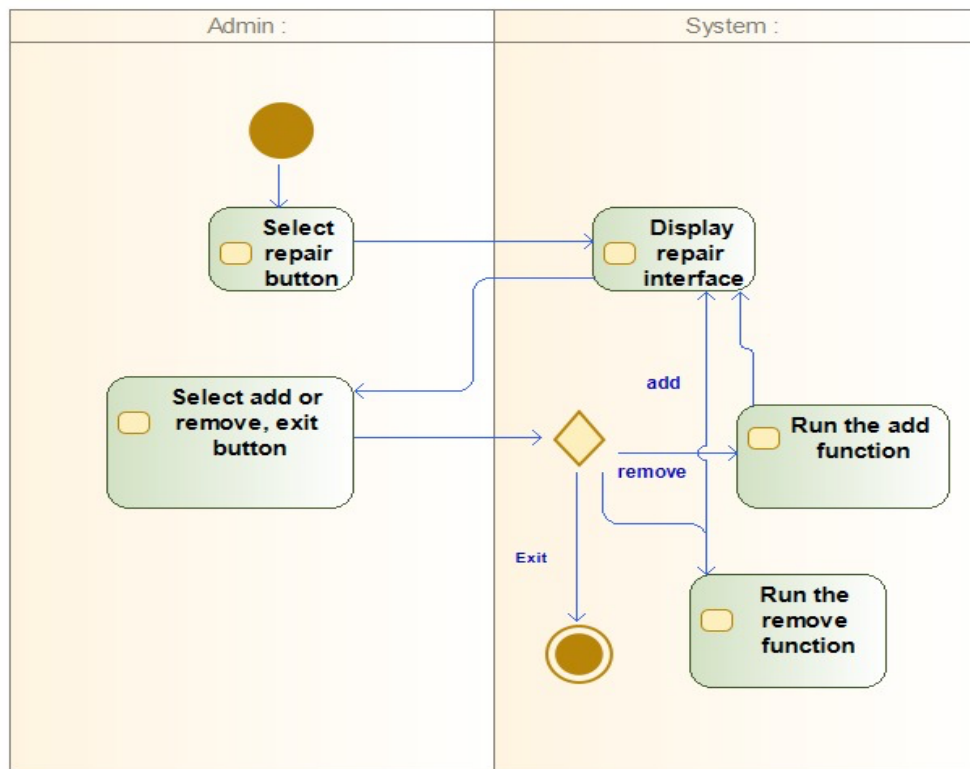 Admin :
System :
Select
repair
button
Display
repair
interface
Select add or
remove, exit
button
add
Run the add
function
remove
Exit
Run the
remove
function